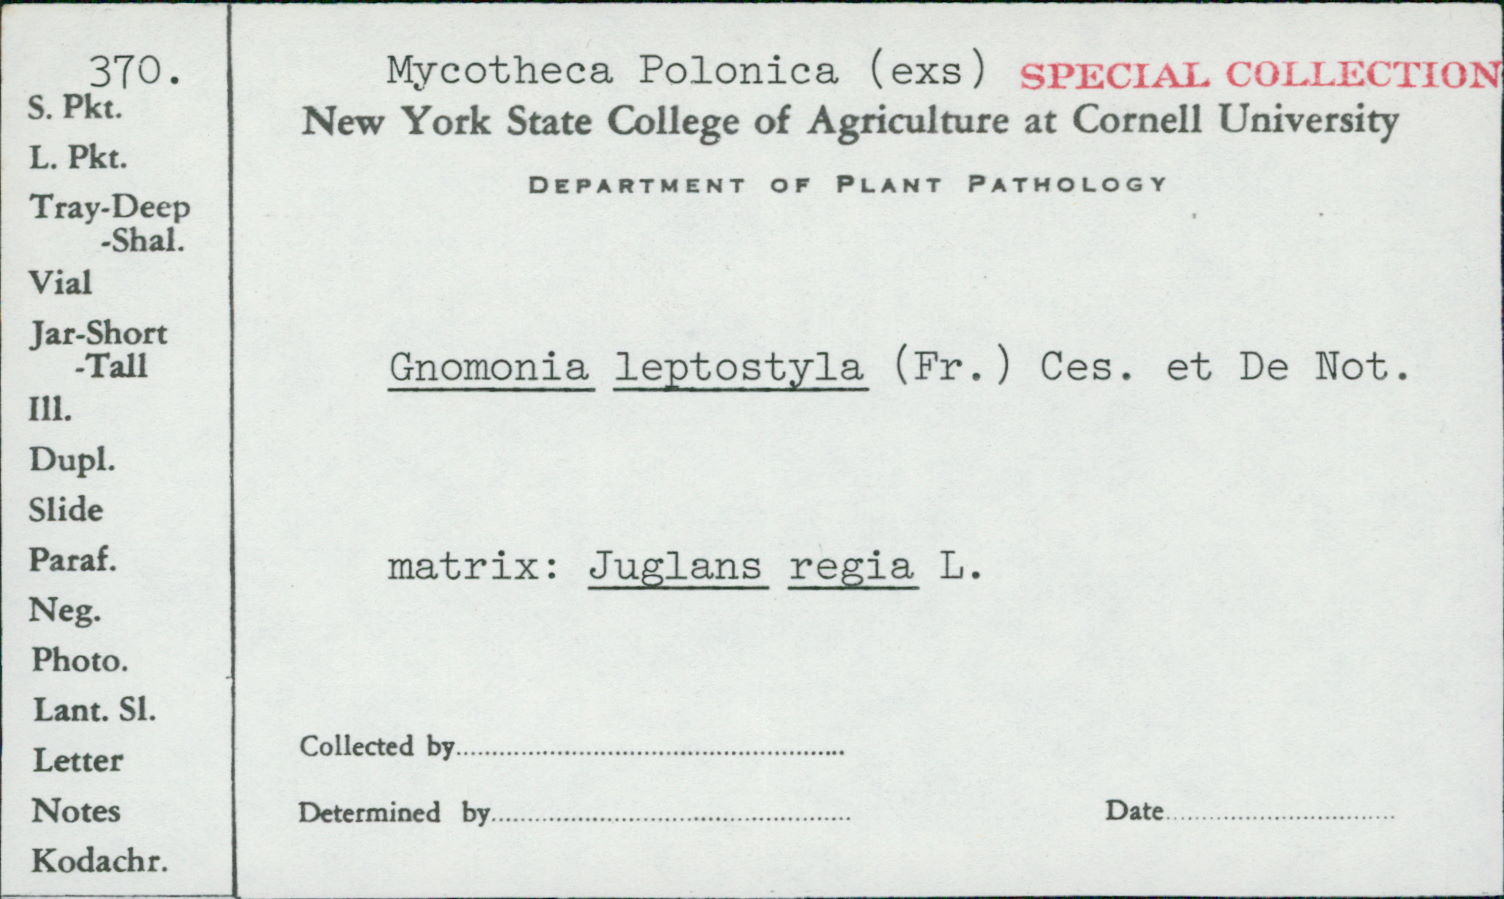 370.
S. Pkt.
L. Pkt.
Tray-Deep
-Shal.
Vial
Jar-Short
-Tall
Ill.
Dupl.
Slide
Paraf.
Neg.
Photo.
Lant. Sl.
Letter
Notes
Kodachr.
Mycotheca Polonica (exs) SPECIAL COLLECTION
New York State College of Agriculture at Cornell University
DEPARTMENT OF PLANT PATHOLOGY
Gnomonia leptostyla (Fr.) Ces. et De Not.
matrix: Juglans regia L.
Collected by
Determined by Date